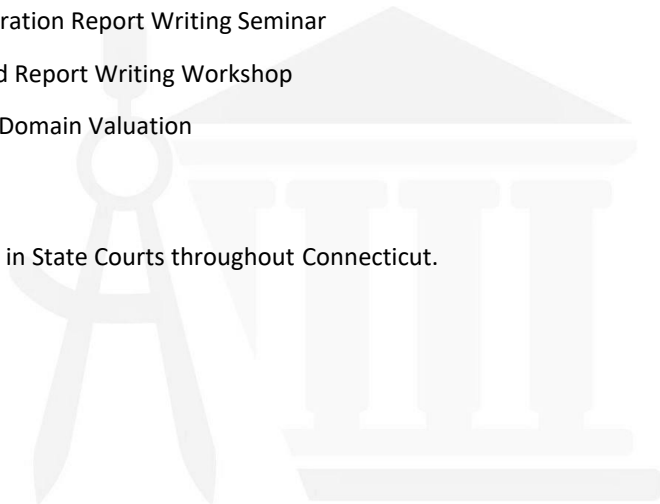 ration Report Writing Seminar
d Report Writing Workshop
Domain Valuation
in State Courts throughout Connecticut.